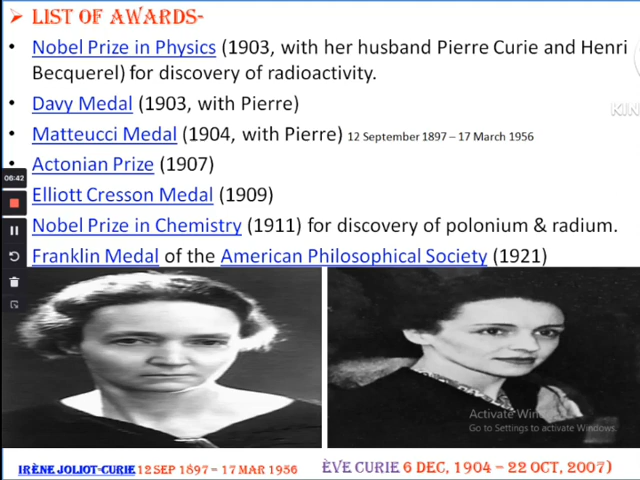 LIST OF AWARDS-
Nobel Prize in Physics (1903, with her husband Pierre Curie and Henri
Becquerel) for discovery of radioactivity.
Davy Medal (1903, with Pierre)
Matteucci Medal (1904, with Pierre) 12 September 1897 – 17 March 1956
Actonian Prize (1907)
Elliott Cresson Medal (1909)
Nobel Prize in Chemistry (1911) for discovery of polonium & radium.
Franklin Medal of the American Philosophical Society (1921)
KIN
06:42
Activate Win
Go to Settings to activate Windows.
IRÈNE JOLIOT-CURIE 12 SEP 1897 – 17 MAR 1956
ÈVE CURIE 6 DEC, 1904 – 22 OCT, 2007)